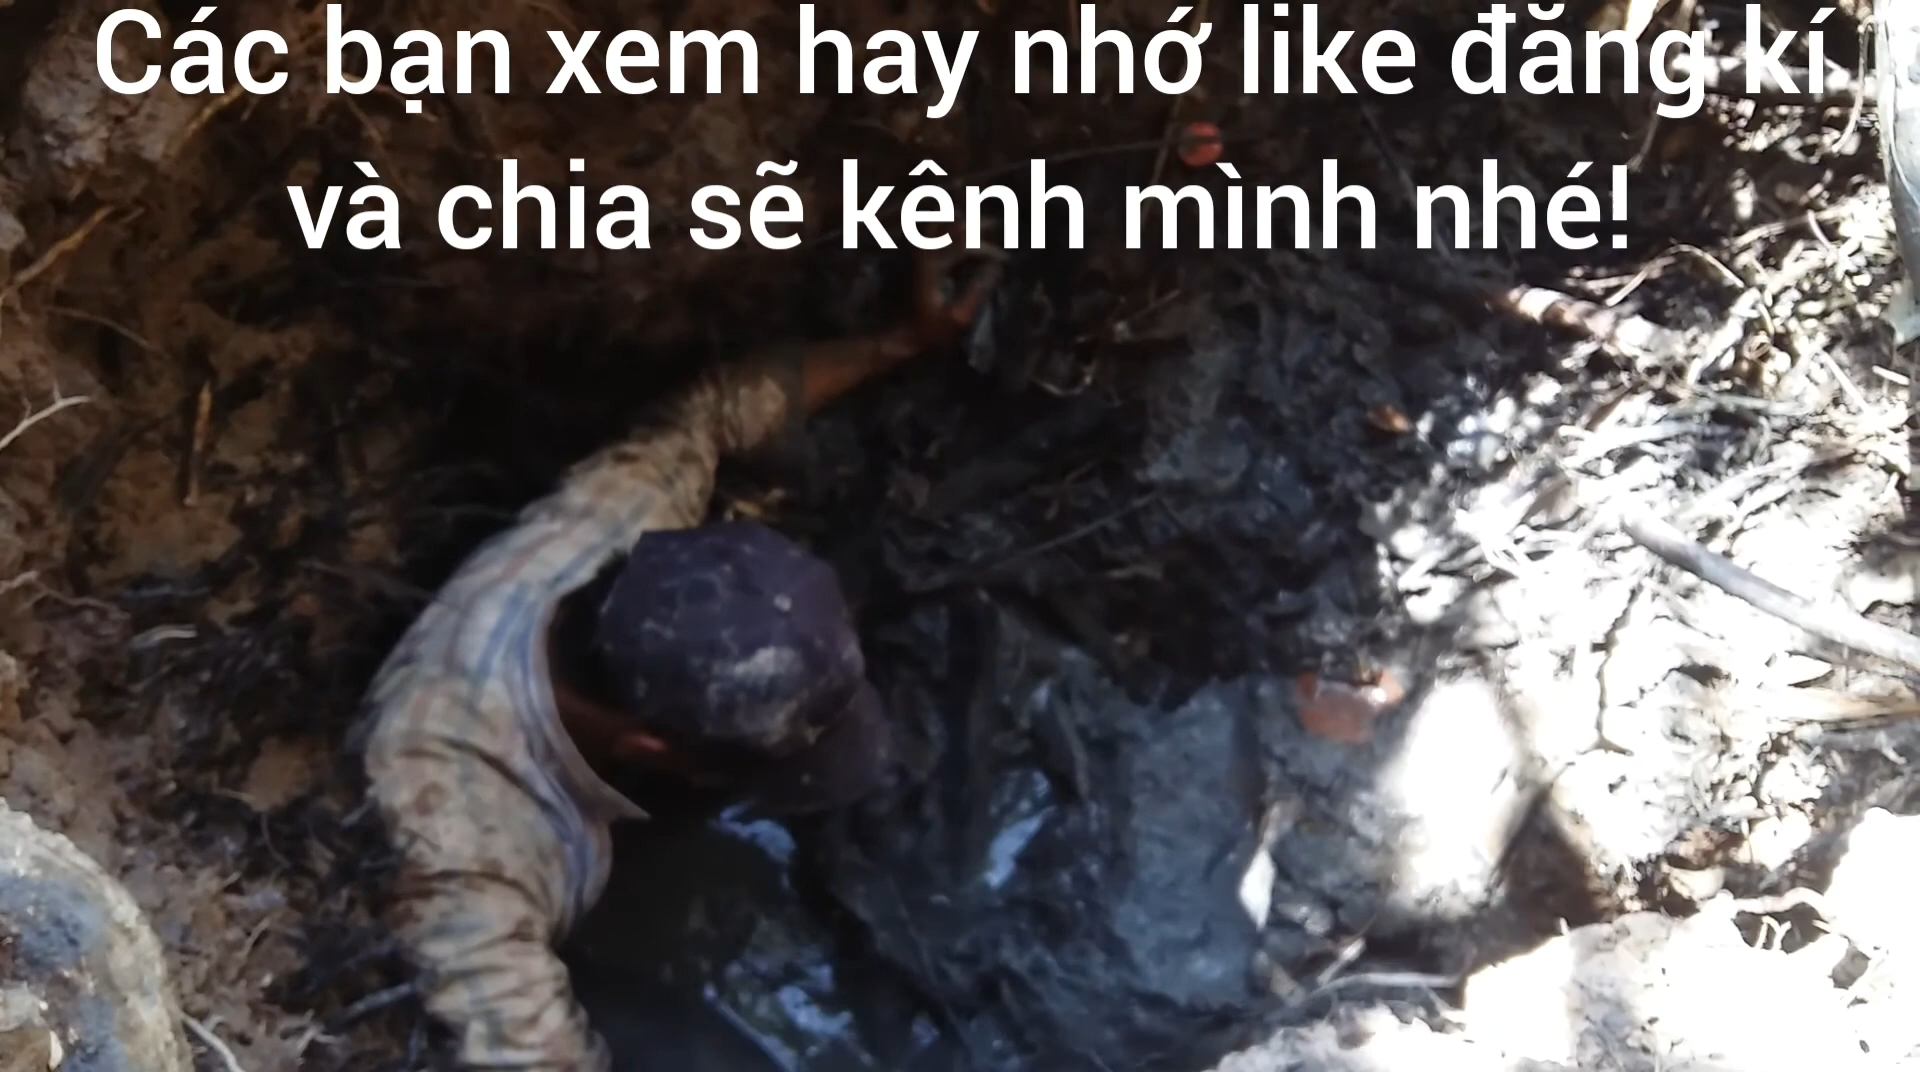 Các bạn xem hay nhớ like đăng kí
và chia sẽ kênh mình nhé!